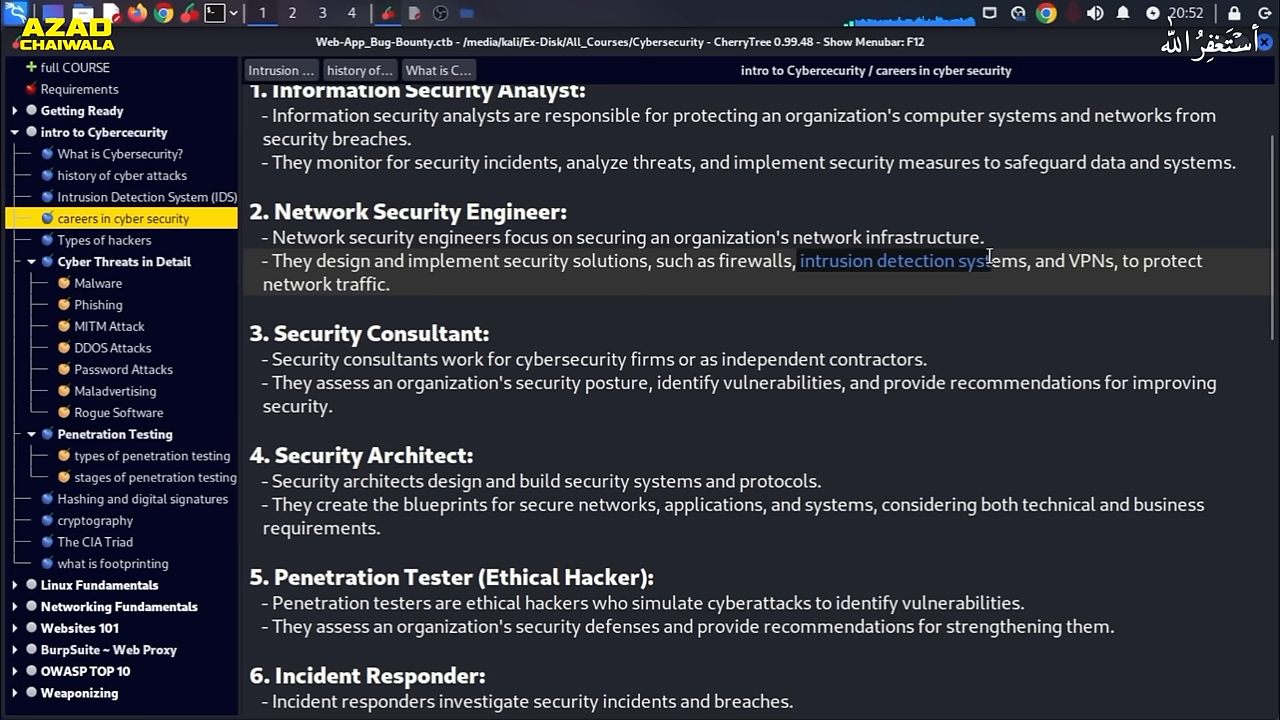 1 2 3 4
20:52
AZAD
CHAIWALA
أستغفر الله
Web-App_Bug-Bounty.ctb - /media/kali/Ex-Disk/All_Courses/Cybersecurity - CherryTree 0.99.48 - Show Menubar: F12
full COURSE
Requirements
Getting Ready
intro to Cybercecurity
What is Cybersecurity?
history of cyber attacks
Intrusion Detection System (IDS)
careers in cyber security
Types of hackers
Cyber Threats in Detail
Malware
Phishing
MITM Attack
DDOS Attacks
Password Attacks
Maladvertising
Rogue Software
Penetration Testing
types of penetration testing
stages of penetration testing
Hashing and digital signatures
cryptography
The CIA Triad
what is footprinting
Linux Fundamentals
Networking Fundamentals
Websites 101
BurpSuite ~ Web Proxy
OWASP TOP 10
Weaponizing
Intrusion ... history of... What is C... intro to Cybercecurity / careers in cyber security
1. Information Security Analyst:
- Information security analysts are responsible for protecting an organization's computer systems and networks from
security breaches.
- They monitor for security incidents, analyze threats, and implement security measures to safeguard data and systems.
2. Network Security Engineer:
- Network security engineers focus on securing an organization's network infrastructure.
- They design and implement security solutions, such as firewalls, intrusion detection systems, and VPNs, to protect
network traffic.
3. Security Consultant:
- Security consultants work for cybersecurity firms or as independent contractors.
- They assess an organization's security posture, identify vulnerabilities, and provide recommendations for improving
security.
4. Security Architect:
- Security architects design and build security systems and protocols.
- They create the blueprints for secure networks, applications, and systems, considering both technical and business
requirements.
5. Penetration Tester (Ethical Hacker):
- Penetration testers are ethical hackers who simulate cyberattacks to identify vulnerabilities.
- They assess an organization's security defenses and provide recommendations for strengthening them.
6. Incident Responder:
- Incident responders investigate security incidents and breaches.